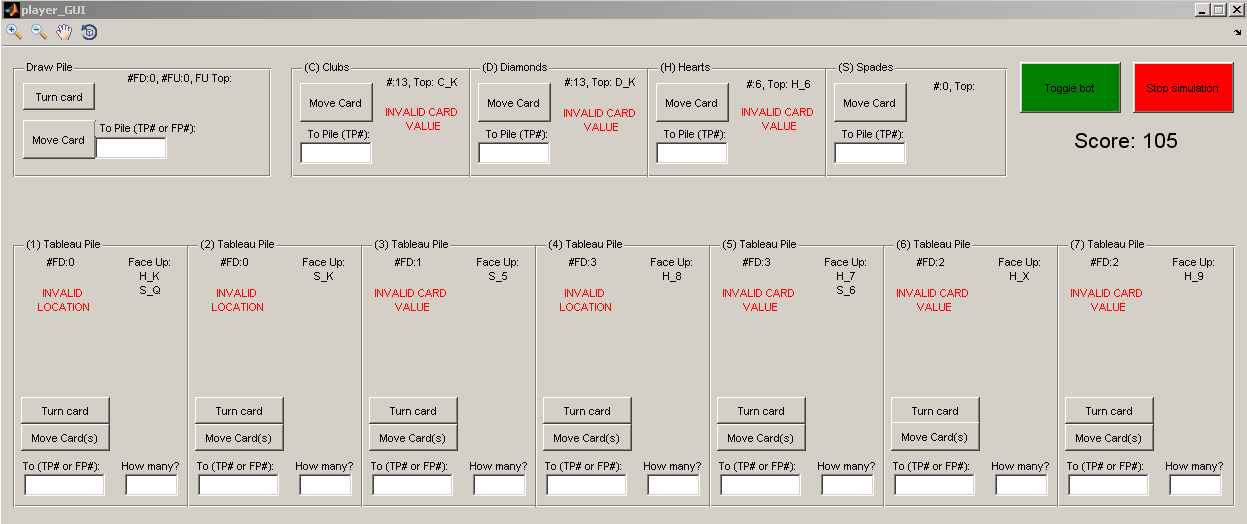 player_GUI
Draw Pile
#FD:0, #FU:0, FU Top:
Turn card
Move Card
To Pile (TP# or FP#):
(C) Clubs
#:13, Top: C_K
Move Card
INVALID CARD
VALUE
To Pile (TP#):
(D) Diamonds
#:13, Top: D_K
Move Card
INVALID CARD
VALUE
To Pile (TP#):
(H) Hearts
#:6, Top: H_6
Move Card
INVALID CARD
VALUE
To Pile (TP#):
(S) Spades
#:0, Top:
Move Card
To Pile (TP#):
Toggle bot
Stop simulation
Score: 105
(1) Tableau Pile
#FD:0
Face Up:
H_K
S_Q
INVALID
LOCATION
Turn card
Move Card(s)
To (TP# or FP#):
How many?
(2) Tableau Pile
#FD:0
Face Up:
S_K
INVALID
LOCATION
Turn card
Move Card(s)
To (TP# or FP#):
How many?
(3) Tableau Pile
#FD:1
Face Up:
S_5
INVALID CARD
VALUE
Turn card
Move Card(s)
To (TP# or FP#):
How many?
(4) Tableau Pile
#FD:3
Face Up:
H_8
INVALID
LOCATION
Turn card
Move Card(s)
To (TP# or FP#):
How many?
(5) Tableau Pile
#FD:3
Face Up:
H_7
S_6
INVALID CARD
VALUE
Turn card
Move Card(s)
To (TP# or FP#):
How many?
(6) Tableau Pile
#FD:2
Face Up:
H_X
INVALID CARD
VALUE
Turn card
Move Card(s)
To (TP# or FP#):
How many?
(7) Tableau Pile
#FD:2
Face Up:
H_9
INVALID CARD
VALUE
Turn card
Move Card(s)
To (TP# or FP#):
How many?